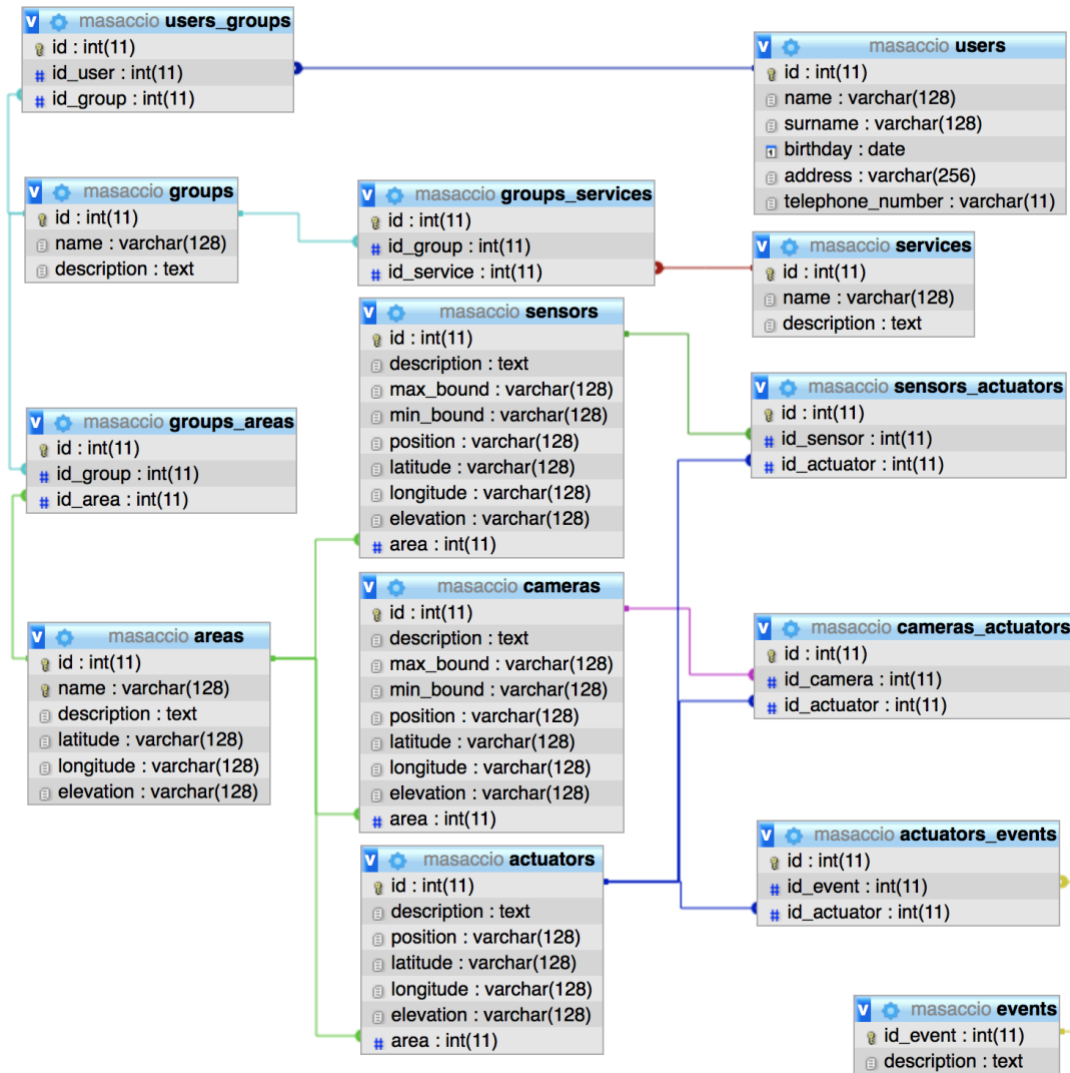 masaccio users_groups
id : int(11)
id_user : int(11)
id_group : int(11)
masaccio users
id : int(11)
name : varchar(128)
surname : varchar(128)
birthday : date
address : varchar(256)
telephone_number : varchar(11)
masaccio groups
id : int(11)
name : varchar(128)
description : text
masaccio groups_services
id : int(11)
id_group : int(11)
id_service : int(11)
masaccio services
id : int(11)
name : varchar(128)
description : text
masaccio sensors
id : int(11)
description : text
max_bound : varchar(128)
min_bound : varchar(128)
position : varchar(128)
latitude : varchar(128)
longitude : varchar(128)
elevation : varchar(128)
area : int(11)
masaccio sensors_actuators
id : int(11)
id_sensor : int(11)
id_actuator : int(11)
masaccio groups_areas
id : int(11)
id_group : int(11)
id_area : int(11)
masaccio cameras
id : int(11)
description : text
max_bound : varchar(128)
min_bound : varchar(128)
position : varchar(128)
latitude : varchar(128)
longitude : varchar(128)
elevation : varchar(128)
area : int(11)
masaccio cameras_actuators
id : int(11)
id_camera : int(11)
id_actuator : int(11)
masaccio areas
id : int(11)
name : varchar(128)
description : text
latitude : varchar(128)
longitude : varchar(128)
elevation : varchar(128)
masaccio actuators
id : int(11)
description : text
position : varchar(128)
latitude : varchar(128)
longitude : varchar(128)
elevation : varchar(128)
area : int(11)
masaccio actuators_events
id : int(11)
id_event : int(11)
id_actuator : int(11)
masaccio events
id_event : int(11)
description : text